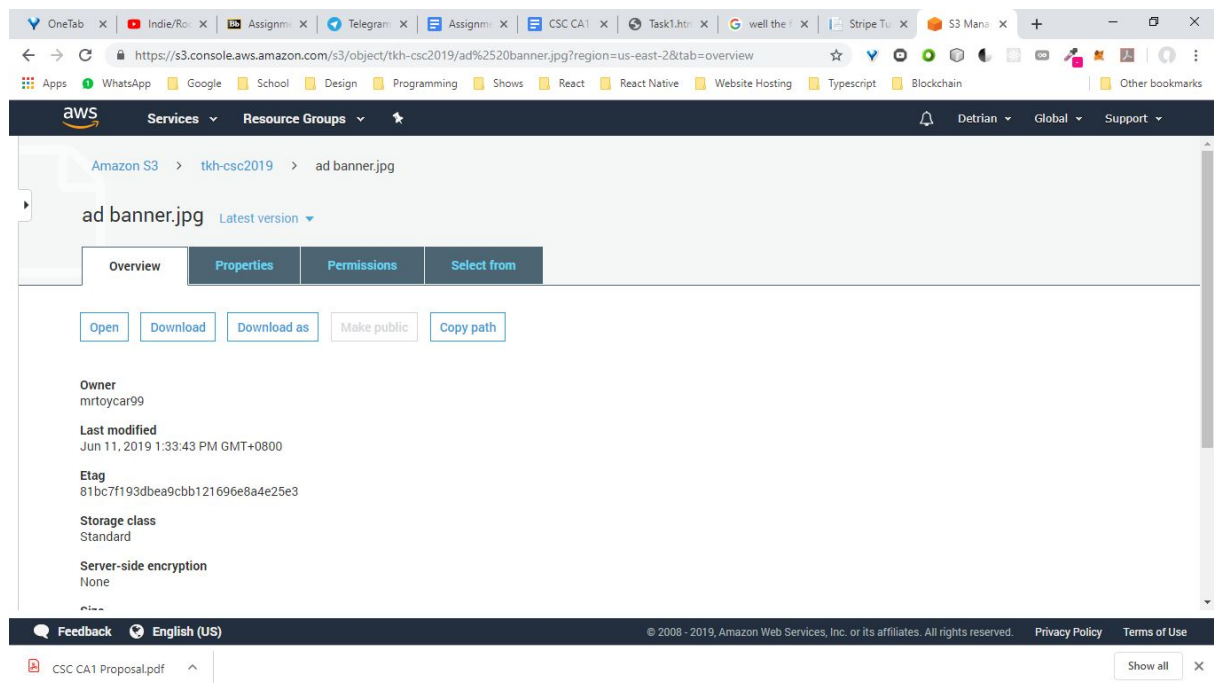 OneTab Indie/Roc Assignme Telegram Assignme CSC CA1 Task1.htm well the f Stripe Tu S3 Mana
https://s3.console.aws.amazon.com/s3/object/tkh-csc2019/ad%2520banner.jpg?region=us-east-2&tab=overview
Apps WhatsApp Google School Design Programming Shows React React Native Website Hosting Typescript Blockchain Other bookmarks
aws Services Resource Groups Detrian Global Support
Amazon S3 > tkh-csc2019 > ad banner.jpg
ad banner.jpg Latest version
Overview Properties Permissions Select from
Open Download Download as Make public Copy path
Owner
mrtoycar99
Last modified
Jun 11, 2019 1:33:43 PM GMT+0800
Etag
81bc7f193dbea9cbb121696e8a4e25e3
Storage class
Standard
Server-side encryption
None
Size
Feedback English (US) © 2008 - 2019, Amazon Web Services, Inc. or its affiliates. All rights reserved. Privacy Policy Terms of Use
CSC CA1 Proposal.pdf Show all